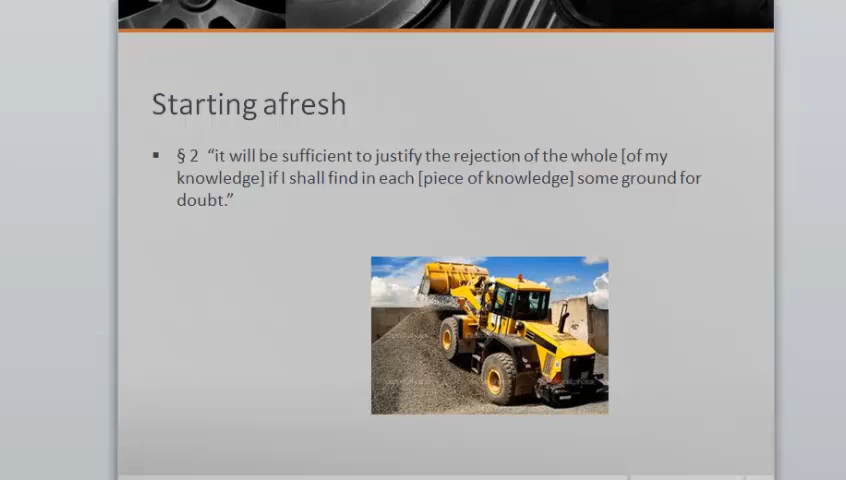 Starting afresh
▪ § 2 “it will be sufficient to justify the rejection of the whole [of my
knowledge] if I shall find in each [piece of knowledge] some ground for
doubt.”